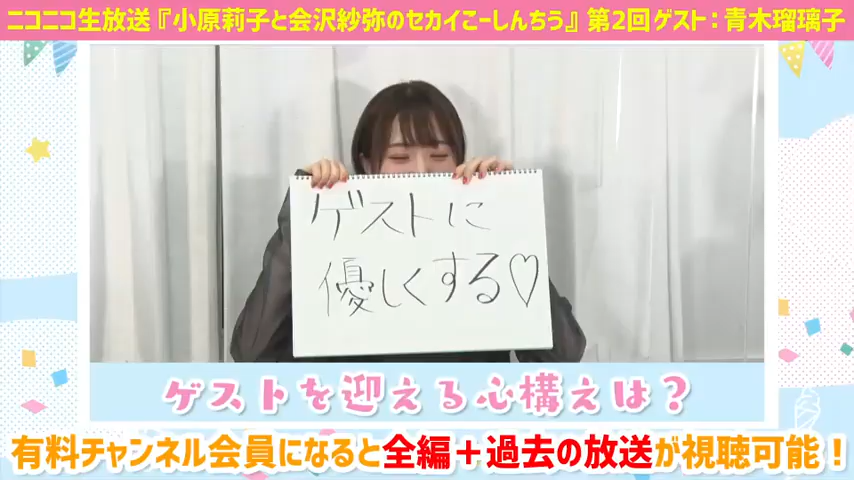 ニコニコ生放送『小原莉子と会沢紗弥のセカイこーしんちう』第2回ゲスト：青木瑠璃子
ゲストに
優しくする♡
ゲストを迎える心構えは？
有料チャンネル会員になると全編＋過去の放送が視聴可能！